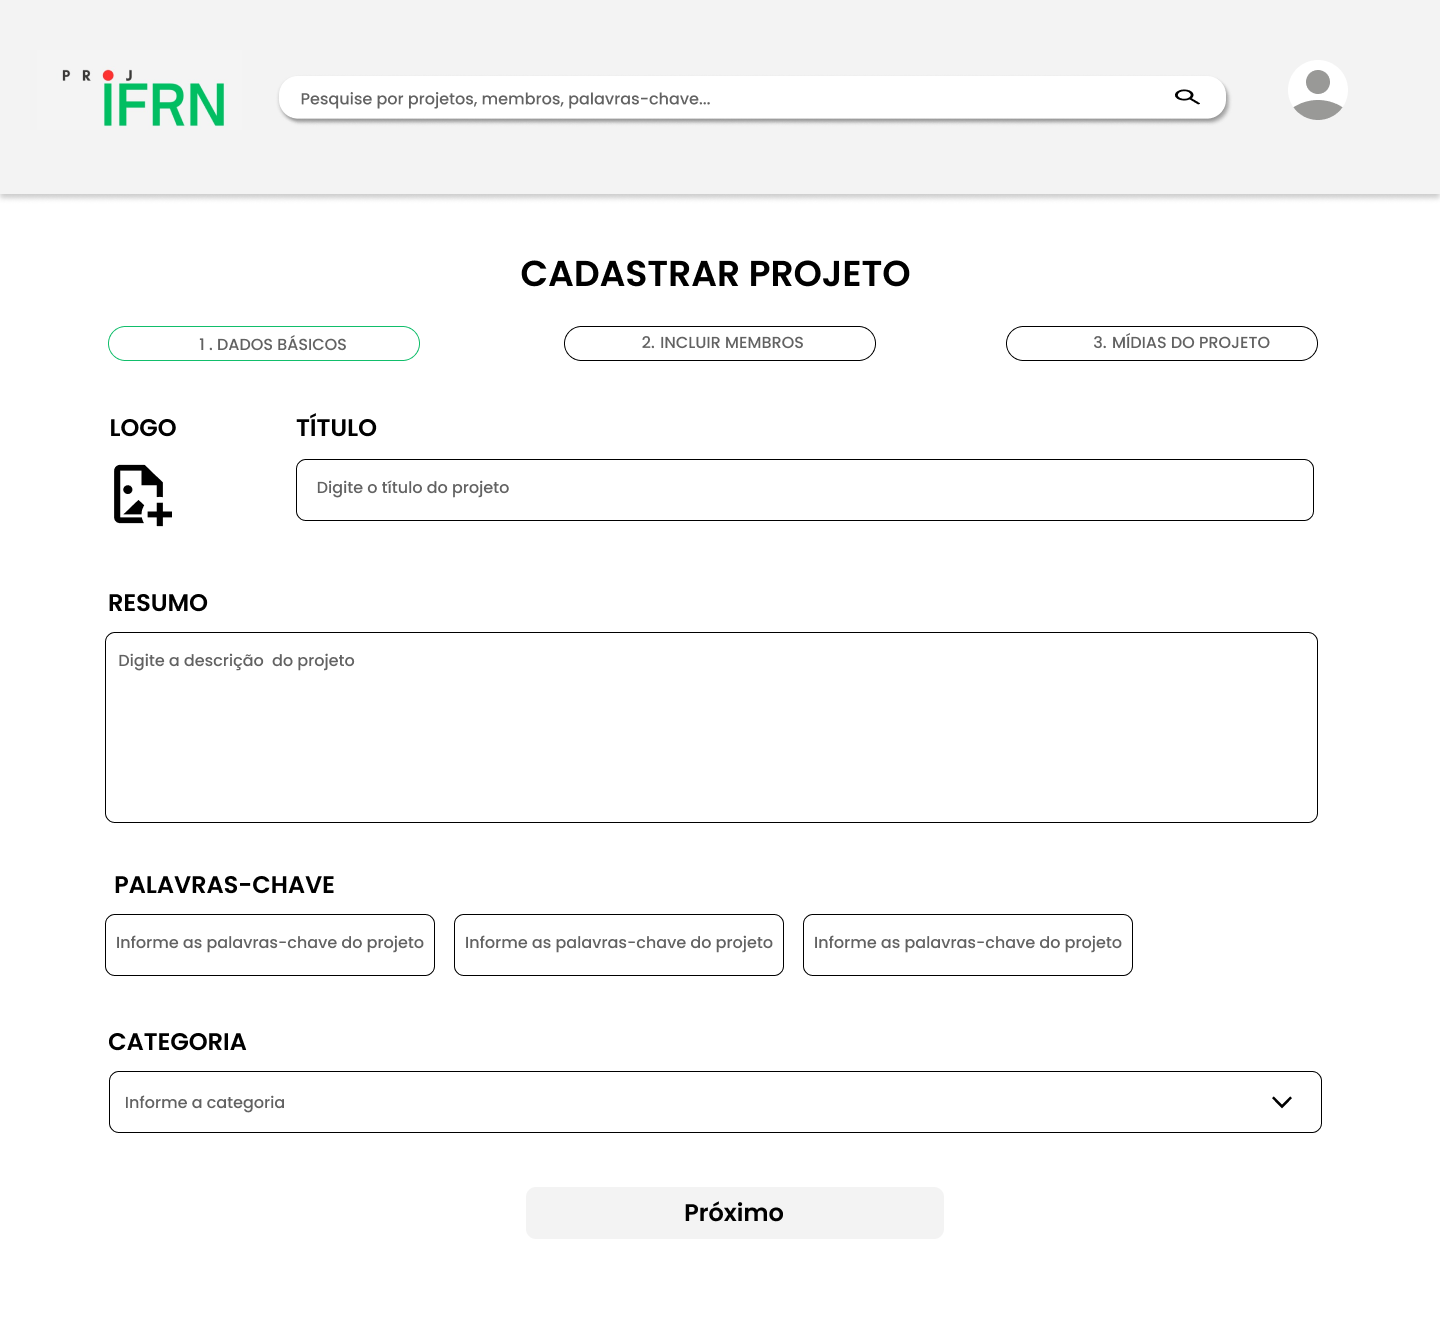 PROJ
IFRN
Pesquise por projetos, membros, palavras-chave...
CADASTRAR PROJETO
1 . DADOS BÁSICOS
2. INCLUIR MEMBROS
3. MÍDIAS DO PROJETO
LOGO
TÍTULO
Digite o título do projeto
RESUMO
Digite a descrição  do projeto
PALAVRAS-CHAVE
Informe as palavras-chave do projeto
Informe as palavras-chave do projeto
Informe as palavras-chave do projeto
CATEGORIA
Informe a categoria
Próximo